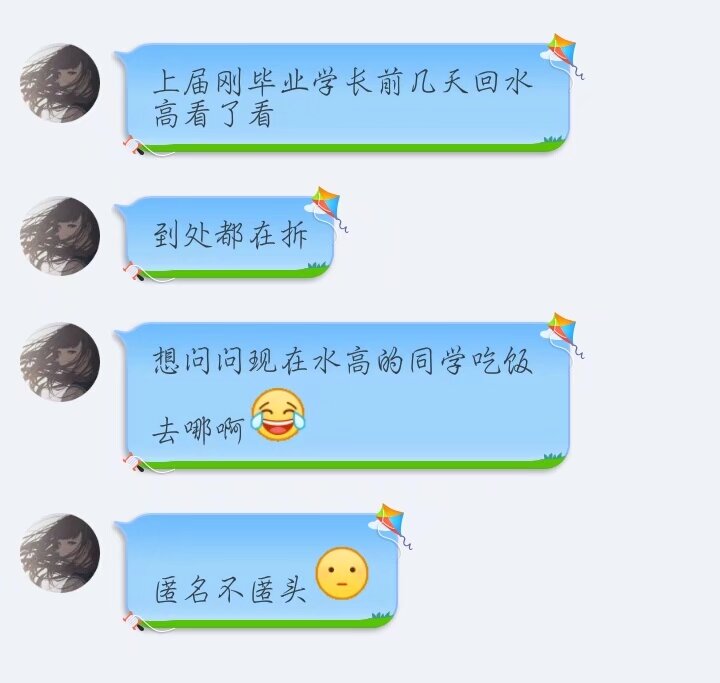 上届刚毕业学长前几天回水
高看了看
到处都在拆
想问问现在水高的同学吃饭
去哪啊😂
匿名不匿头😐